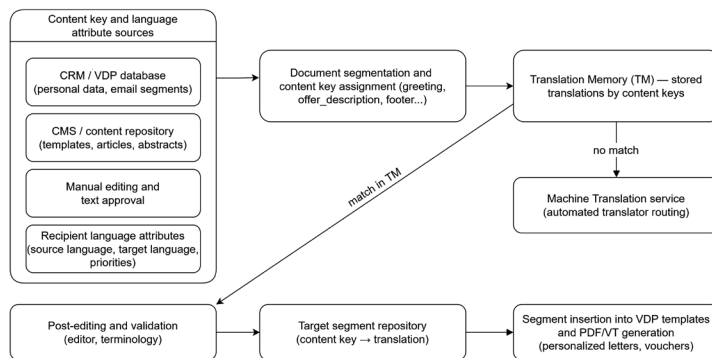 Content key and language
attribute sources
CRM / VDP database
(personal data, email segments)
CMS / content repository
(templates, articles, abstracts)
Manual editing and
text approval
Recipient language attributes
(source language, target language,
priorities)
Document segmentation and
content key assignment (greeting,
offer_description, footer...)
Translation Memory (TM) — stored
translations by content keys
no match
match in TM
Machine Translation service
(automated translator routing)
Post-editing and validation
(editor, terminology)
Target segment repository
(content key → translation)
Segment insertion into VDP templates
and PDF/VT generation
(personalized letters, vouchers)